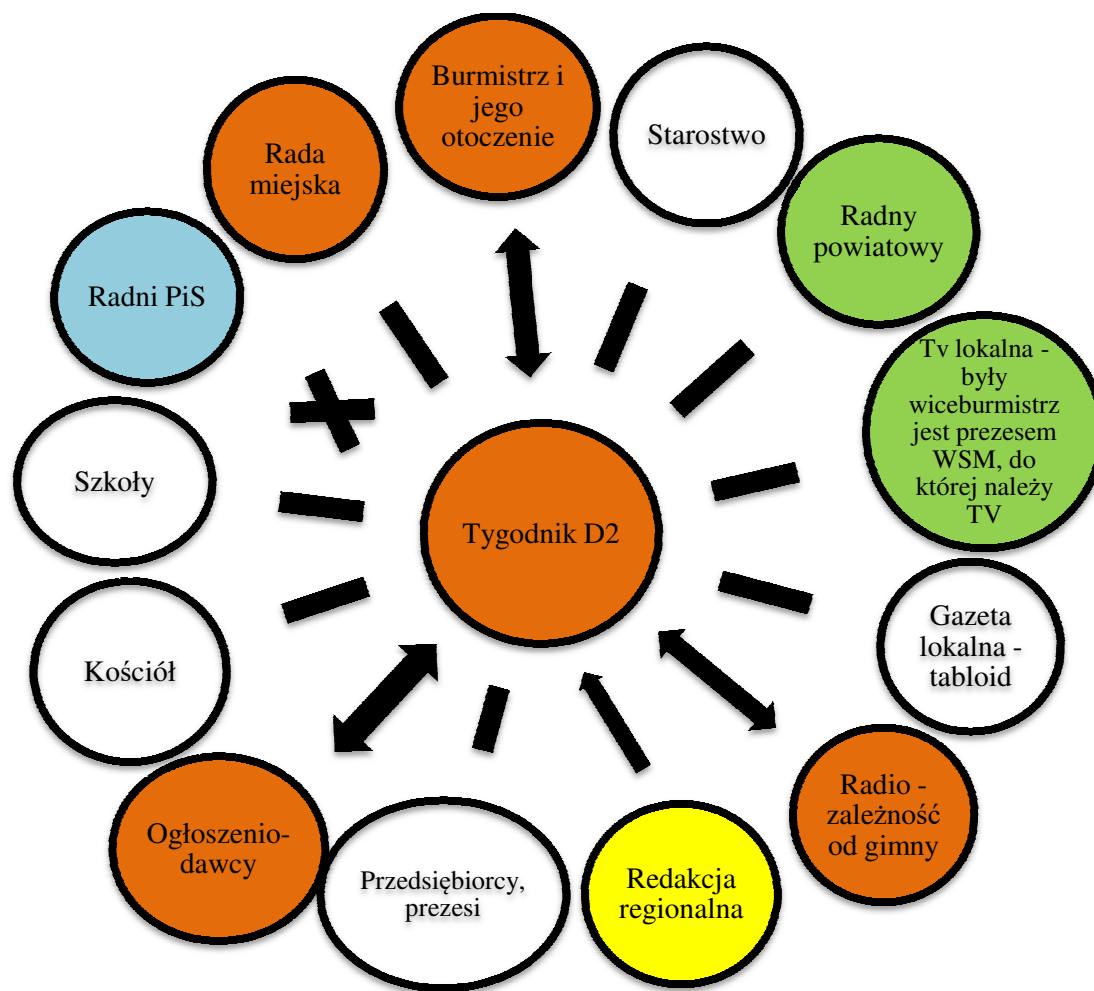 Burmistrz i
jego
otoczenie
Starostwo
Radny
powiatowy
Tv lokalna -
były
wiceburmistrz
jest prezesem
WSM, do
której należy
TV
Gazeta
lokalna -
tabloid
Radio -
zależność
od gimny
Redakcja
regionalna
Przedsiębiorcy,
prezesi
Ogłoszenio-
dawcy
Kościół
Szkoły
Radni PiS
Rada
miejska
Tygodnik D2